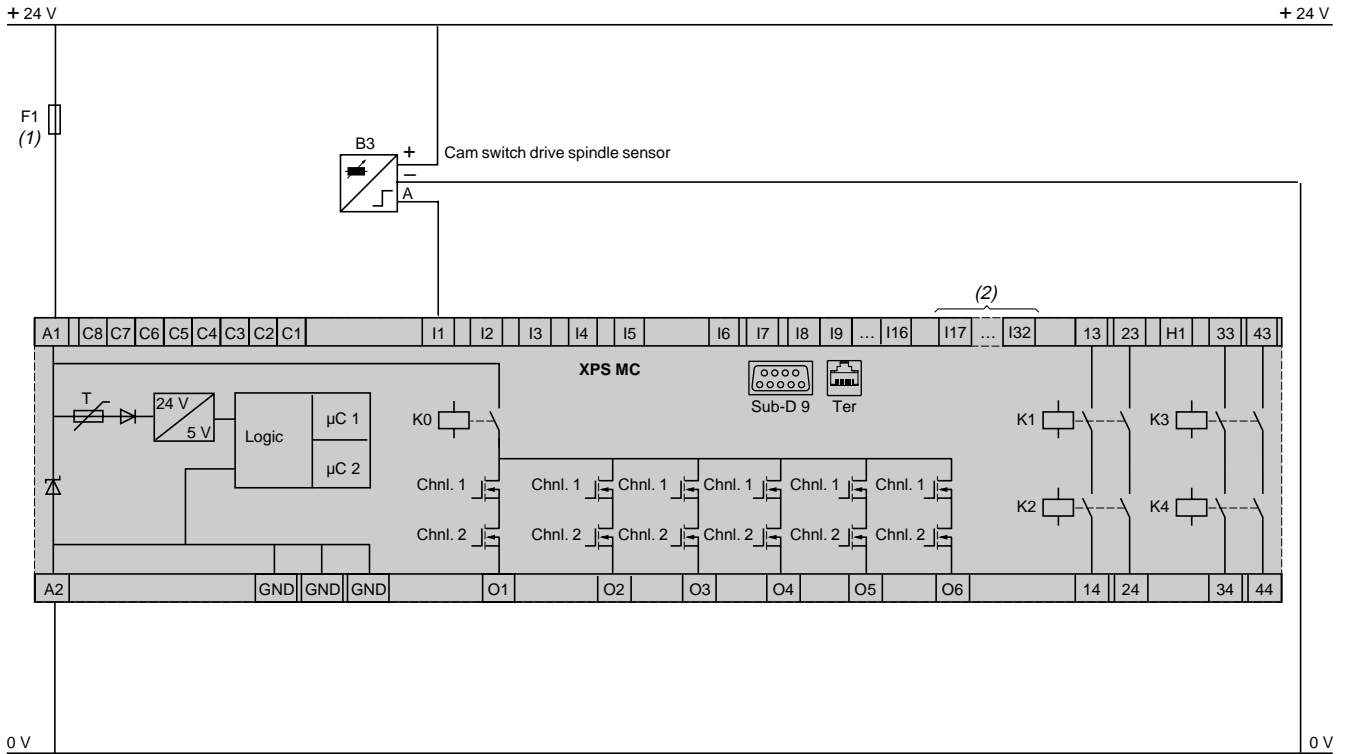 + 24 V + 24 V
F1
(1)
B3
+
Cam switch drive spindle sensor
–
A
(2)
A1 C8 C7 C6 C5 C4 C3 C2 C1 I1 I2 I3 I4 I5 I6 I7 I8 I9 … I16 I17 … I32 13 23 H1 33 43
XPS MC
Sub-D 9 Ter
T
24 V
5 V
Logic
µC 1
µC 2
K0 K1 K3
Chnl. 1 Chnl. 1 Chnl. 1 Chnl. 1 Chnl. 1 Chnl. 1
K2 K4
Chnl. 2 Chnl. 2 Chnl. 2 Chnl. 2 Chnl. 2 Chnl. 2
A2 GND GND GND O1 O2 O3 O4 O5 O6 14 24 34 44
0 V 0 V